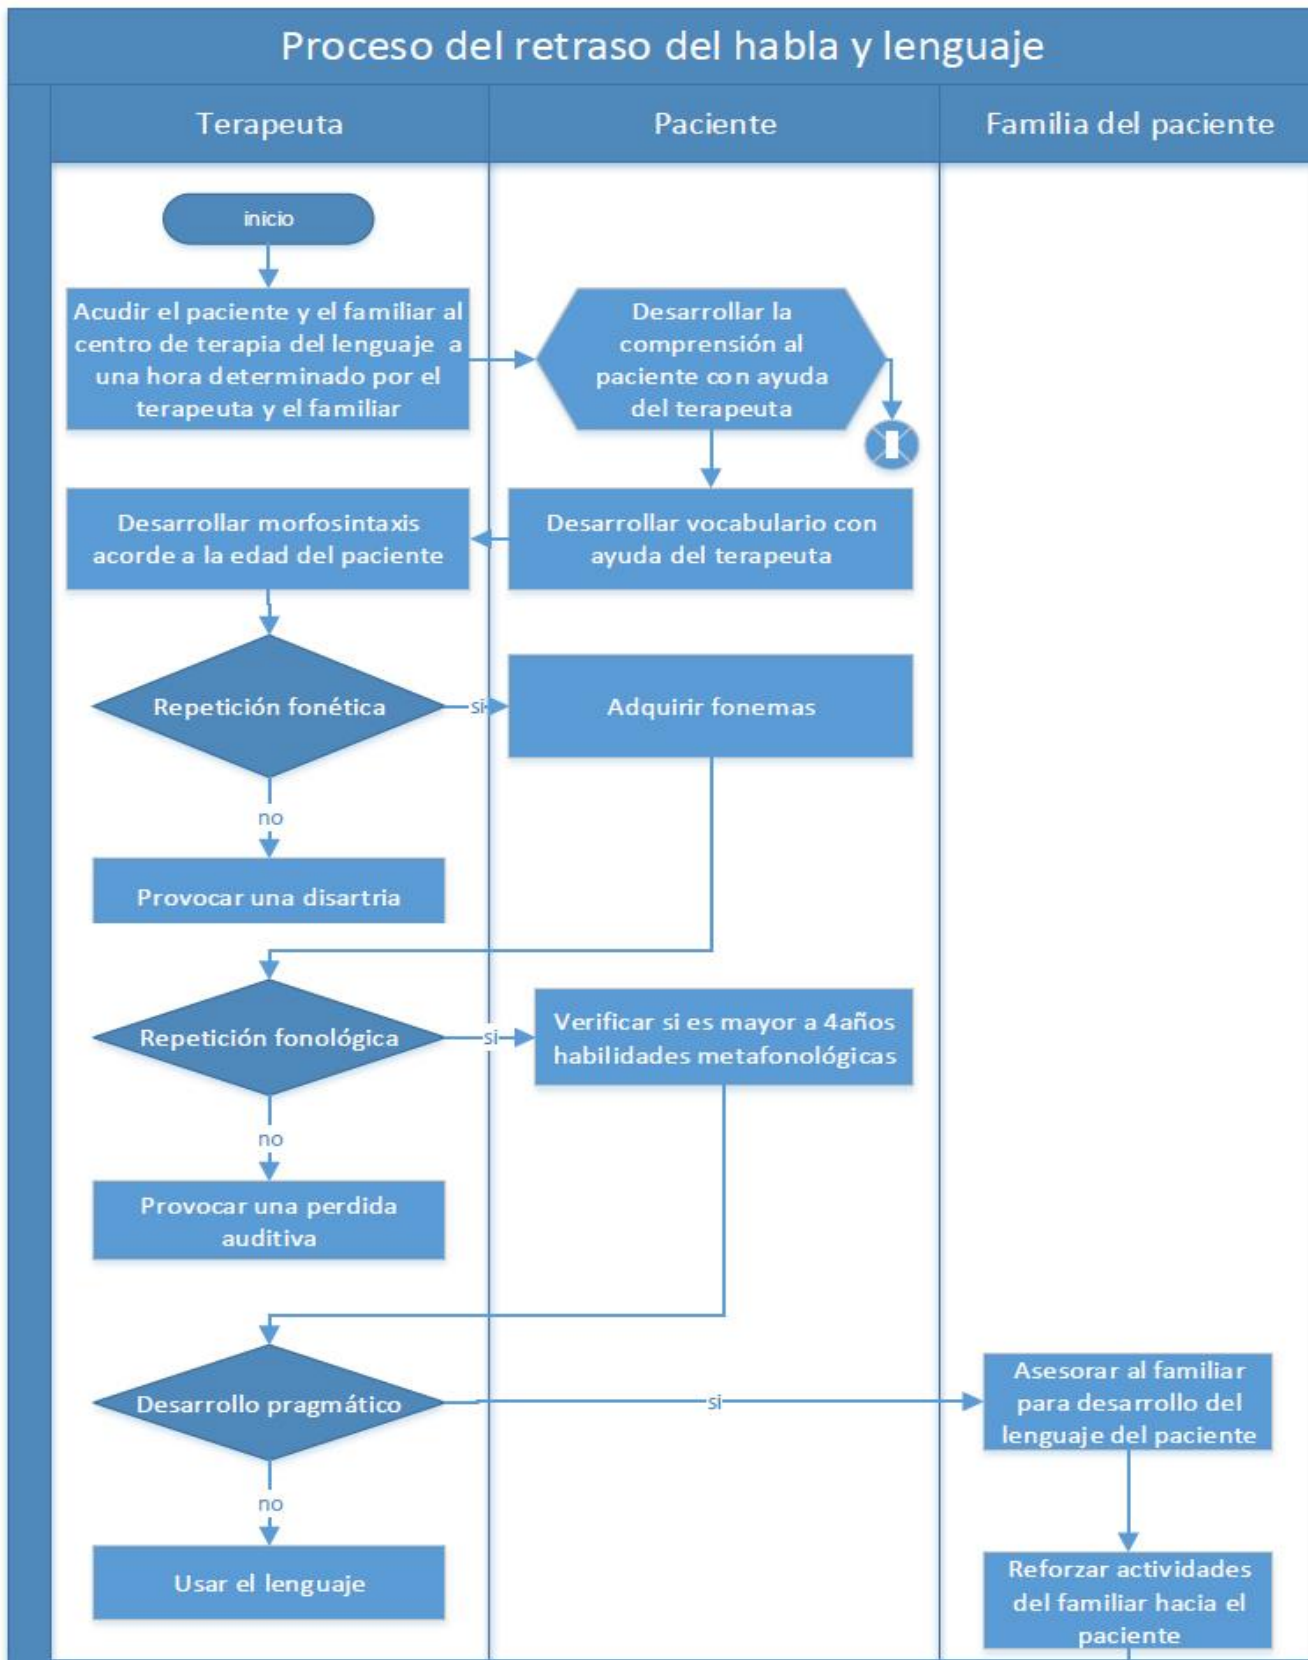 Proceso del retraso del habla y lenguaje
Terapeuta
Paciente
Familia del paciente
inicio
Acudir el paciente y el familiar al
centro de terapia del lenguaje a
una hora determinado por el
terapeuta y el familiar
Desarrollar la
comprensión al
paciente con ayuda
del terapeuta
Desarrollar morfosintaxis
acorde a la edad del paciente
Desarrollar vocabulario con
ayuda del terapeuta
Repetición fonética
si
Adquirir fonemas
no
Provocar una disartria
Repetición fonológica
si
Verificar si es mayor a 4años
habilidades metafonológicas
no
Provocar una perdida
auditiva
Desarrollo pragmático
si
Asesorar al familiar
para desarrollo del
lenguaje del paciente
no
Usar el lenguaje
Reforzar actividades
del familiar hacia el
paciente